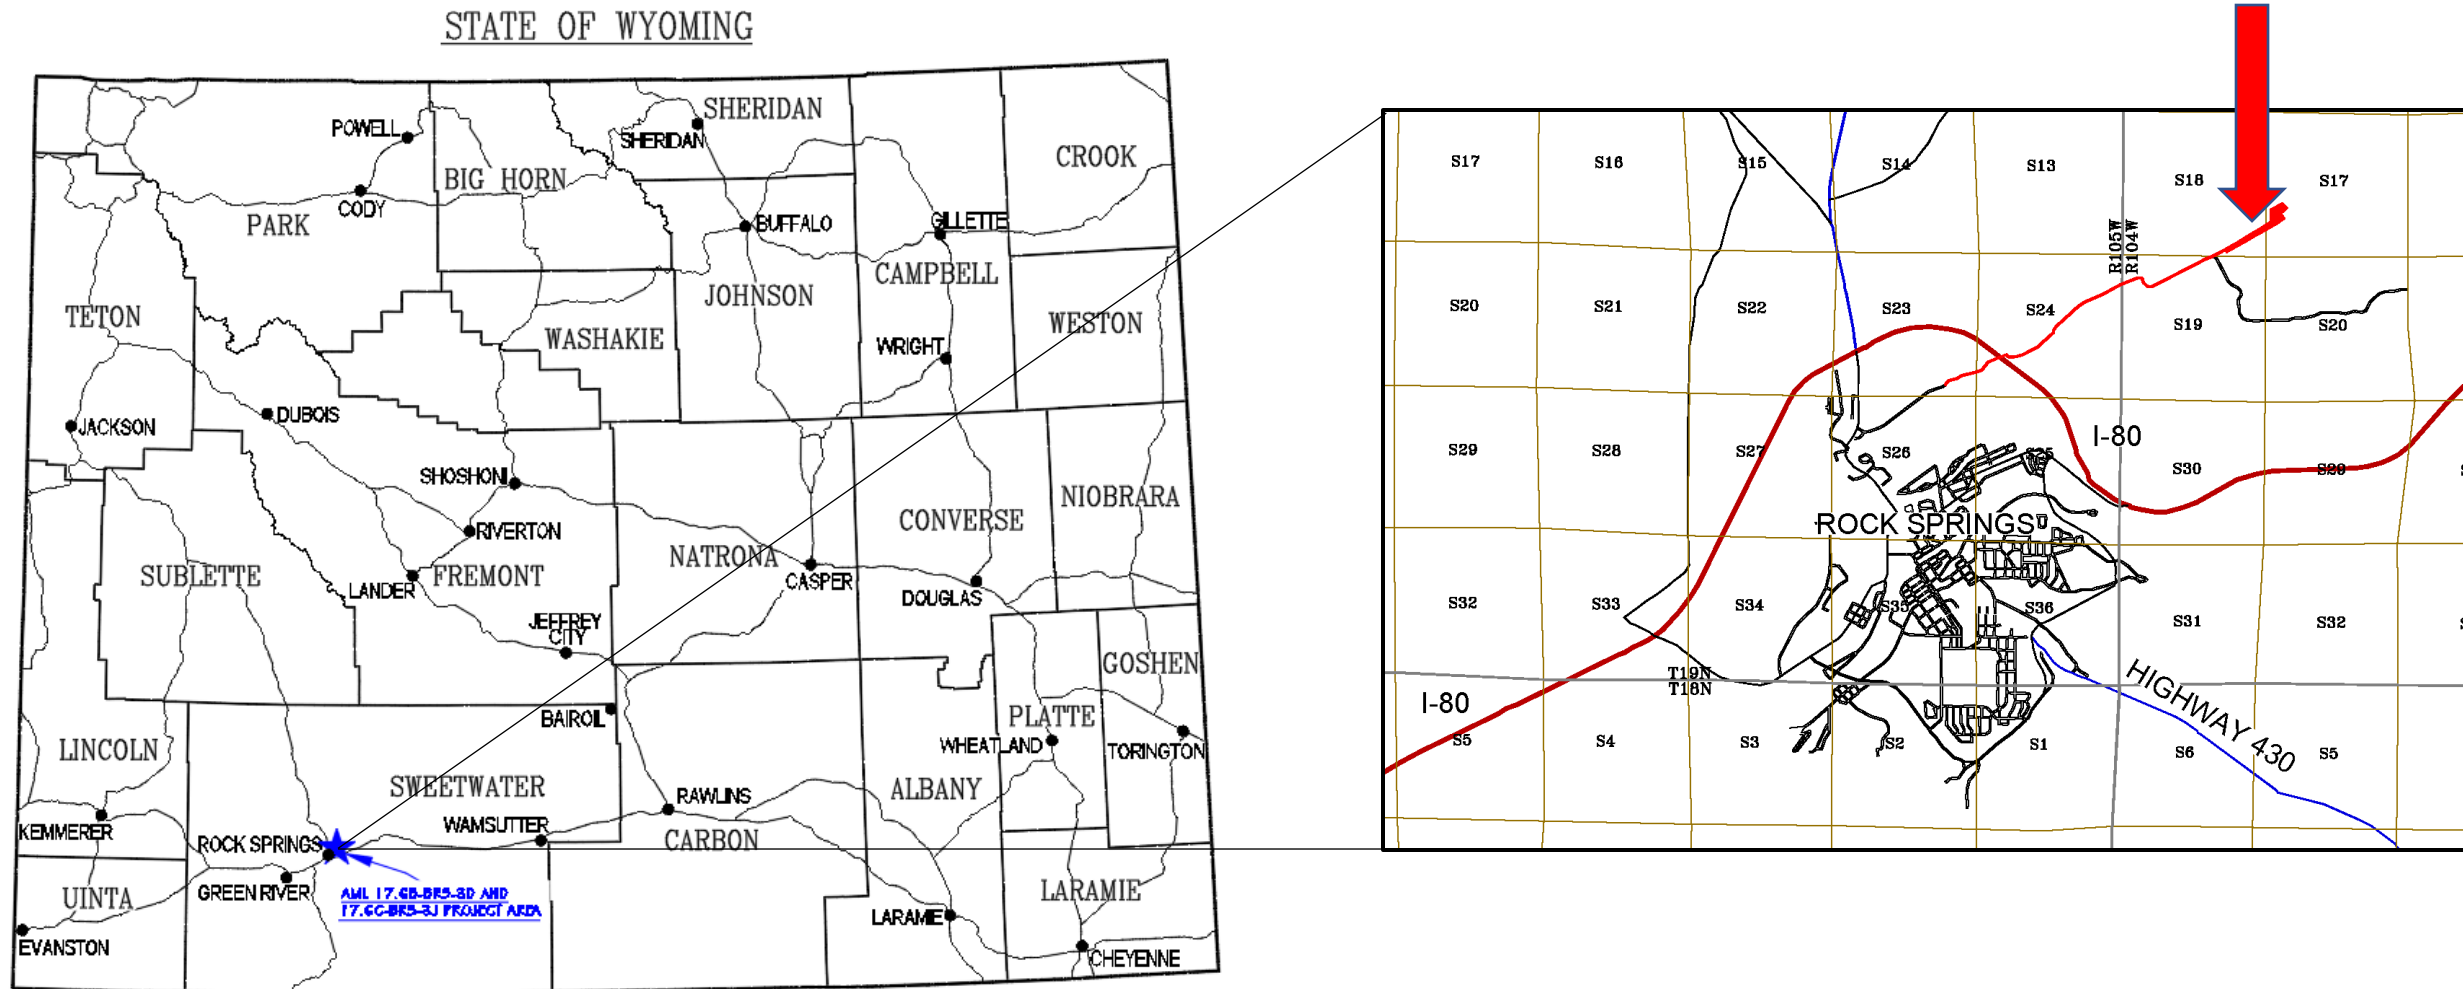 STATE OF WYOMING
SHERIDAN
POWELL
SHERIDAN
CROOK
BIG HORN
CODY
PARK
BUFFALO
GILLETTE
CAMPBELL
JOHNSON
TETON
WESTON
WASHAKIE
WRIGHT
DUBOIS
JACKSON
SHOSHONI
NIOBRARA
CONVERSE
RIVERTON
NATRONA
SUBLETTE
FREMONT
CASPER
LANDER
DOUGLAS
JEFFREY
CITY
GOSHEN
BAIROIL
PLATTE
WHEATLAND
TORINGTON
LINCOLN
SWEETWATER
ALBANY
RAWLINS
KEMMERER
WAMSUTTER
ROCK SPRINGS
CARBON
GREEN RIVER
UINTA
LARAMIE
LARAMIE
EVANSTON
CHEYENNE
PROJECT AREA
S17
S16
S15
S14
S13
S18
S17
R105W
R104W
S20
S21
S22
S23
S24
S19
S20
I-80
S29
S28
S27
S26
S25
S30
S29
ROCK SPRINGS
S32
S33
S34
S35
S36
S31
S32
T19N
T18N
I-80
HIGHWAY 430
S5
S4
S3
S2
S1
S6
S5